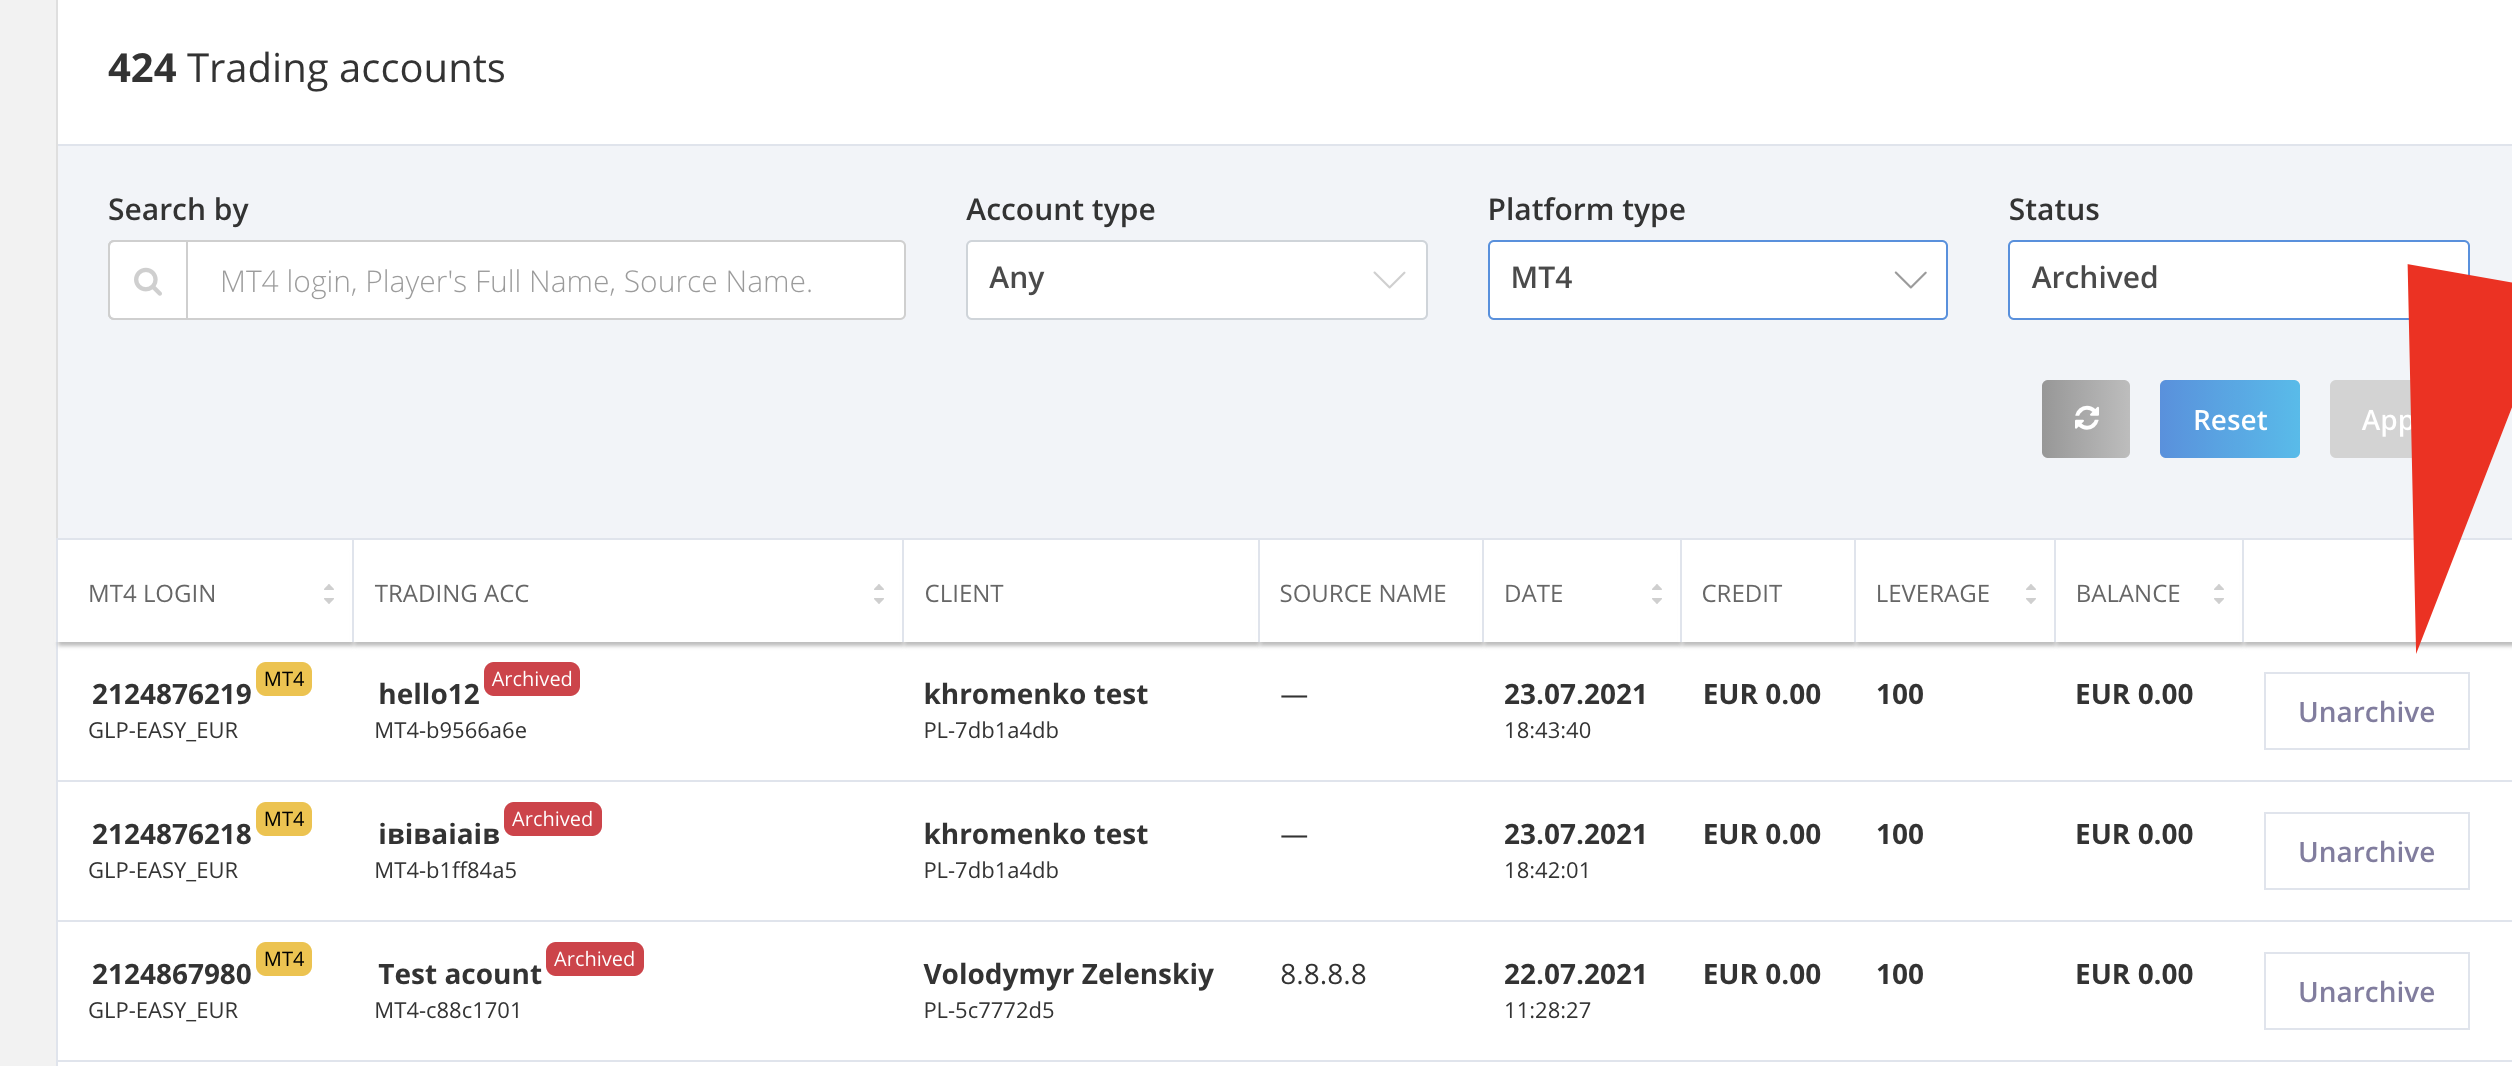 424 Trading accounts
Search by
Account type
Platform type
Status
MT4 login, Player's Full Name, Source Name.
Any
MT4
Archived
Reset
MT4 LOGIN
TRADING ACC
CLIENT
SOURCE NAME
DATE
CREDIT
LEVERAGE
BALANCE
2124876219 MT4
GLP-EASY_EUR
hello12 Archived
MT4-b9566a6e
khromenko test
PL-7db1a4db
—
23.07.2021
18:43:40
EUR 0.00
100
EUR 0.00
Unarchive
2124876218 MT4
GLP-EASY_EUR
івіваіаів Archived
MT4-b1ff84a5
khromenko test
PL-7db1a4db
—
23.07.2021
18:42:01
EUR 0.00
100
EUR 0.00
Unarchive
2124867980 MT4
GLP-EASY_EUR
Test acount Archived
MT4-c88c1701
Volodymyr Zelenskiy
PL-5c7772d5
8.8.8.8
22.07.2021
11:28:27
EUR 0.00
100
EUR 0.00
Unarchive